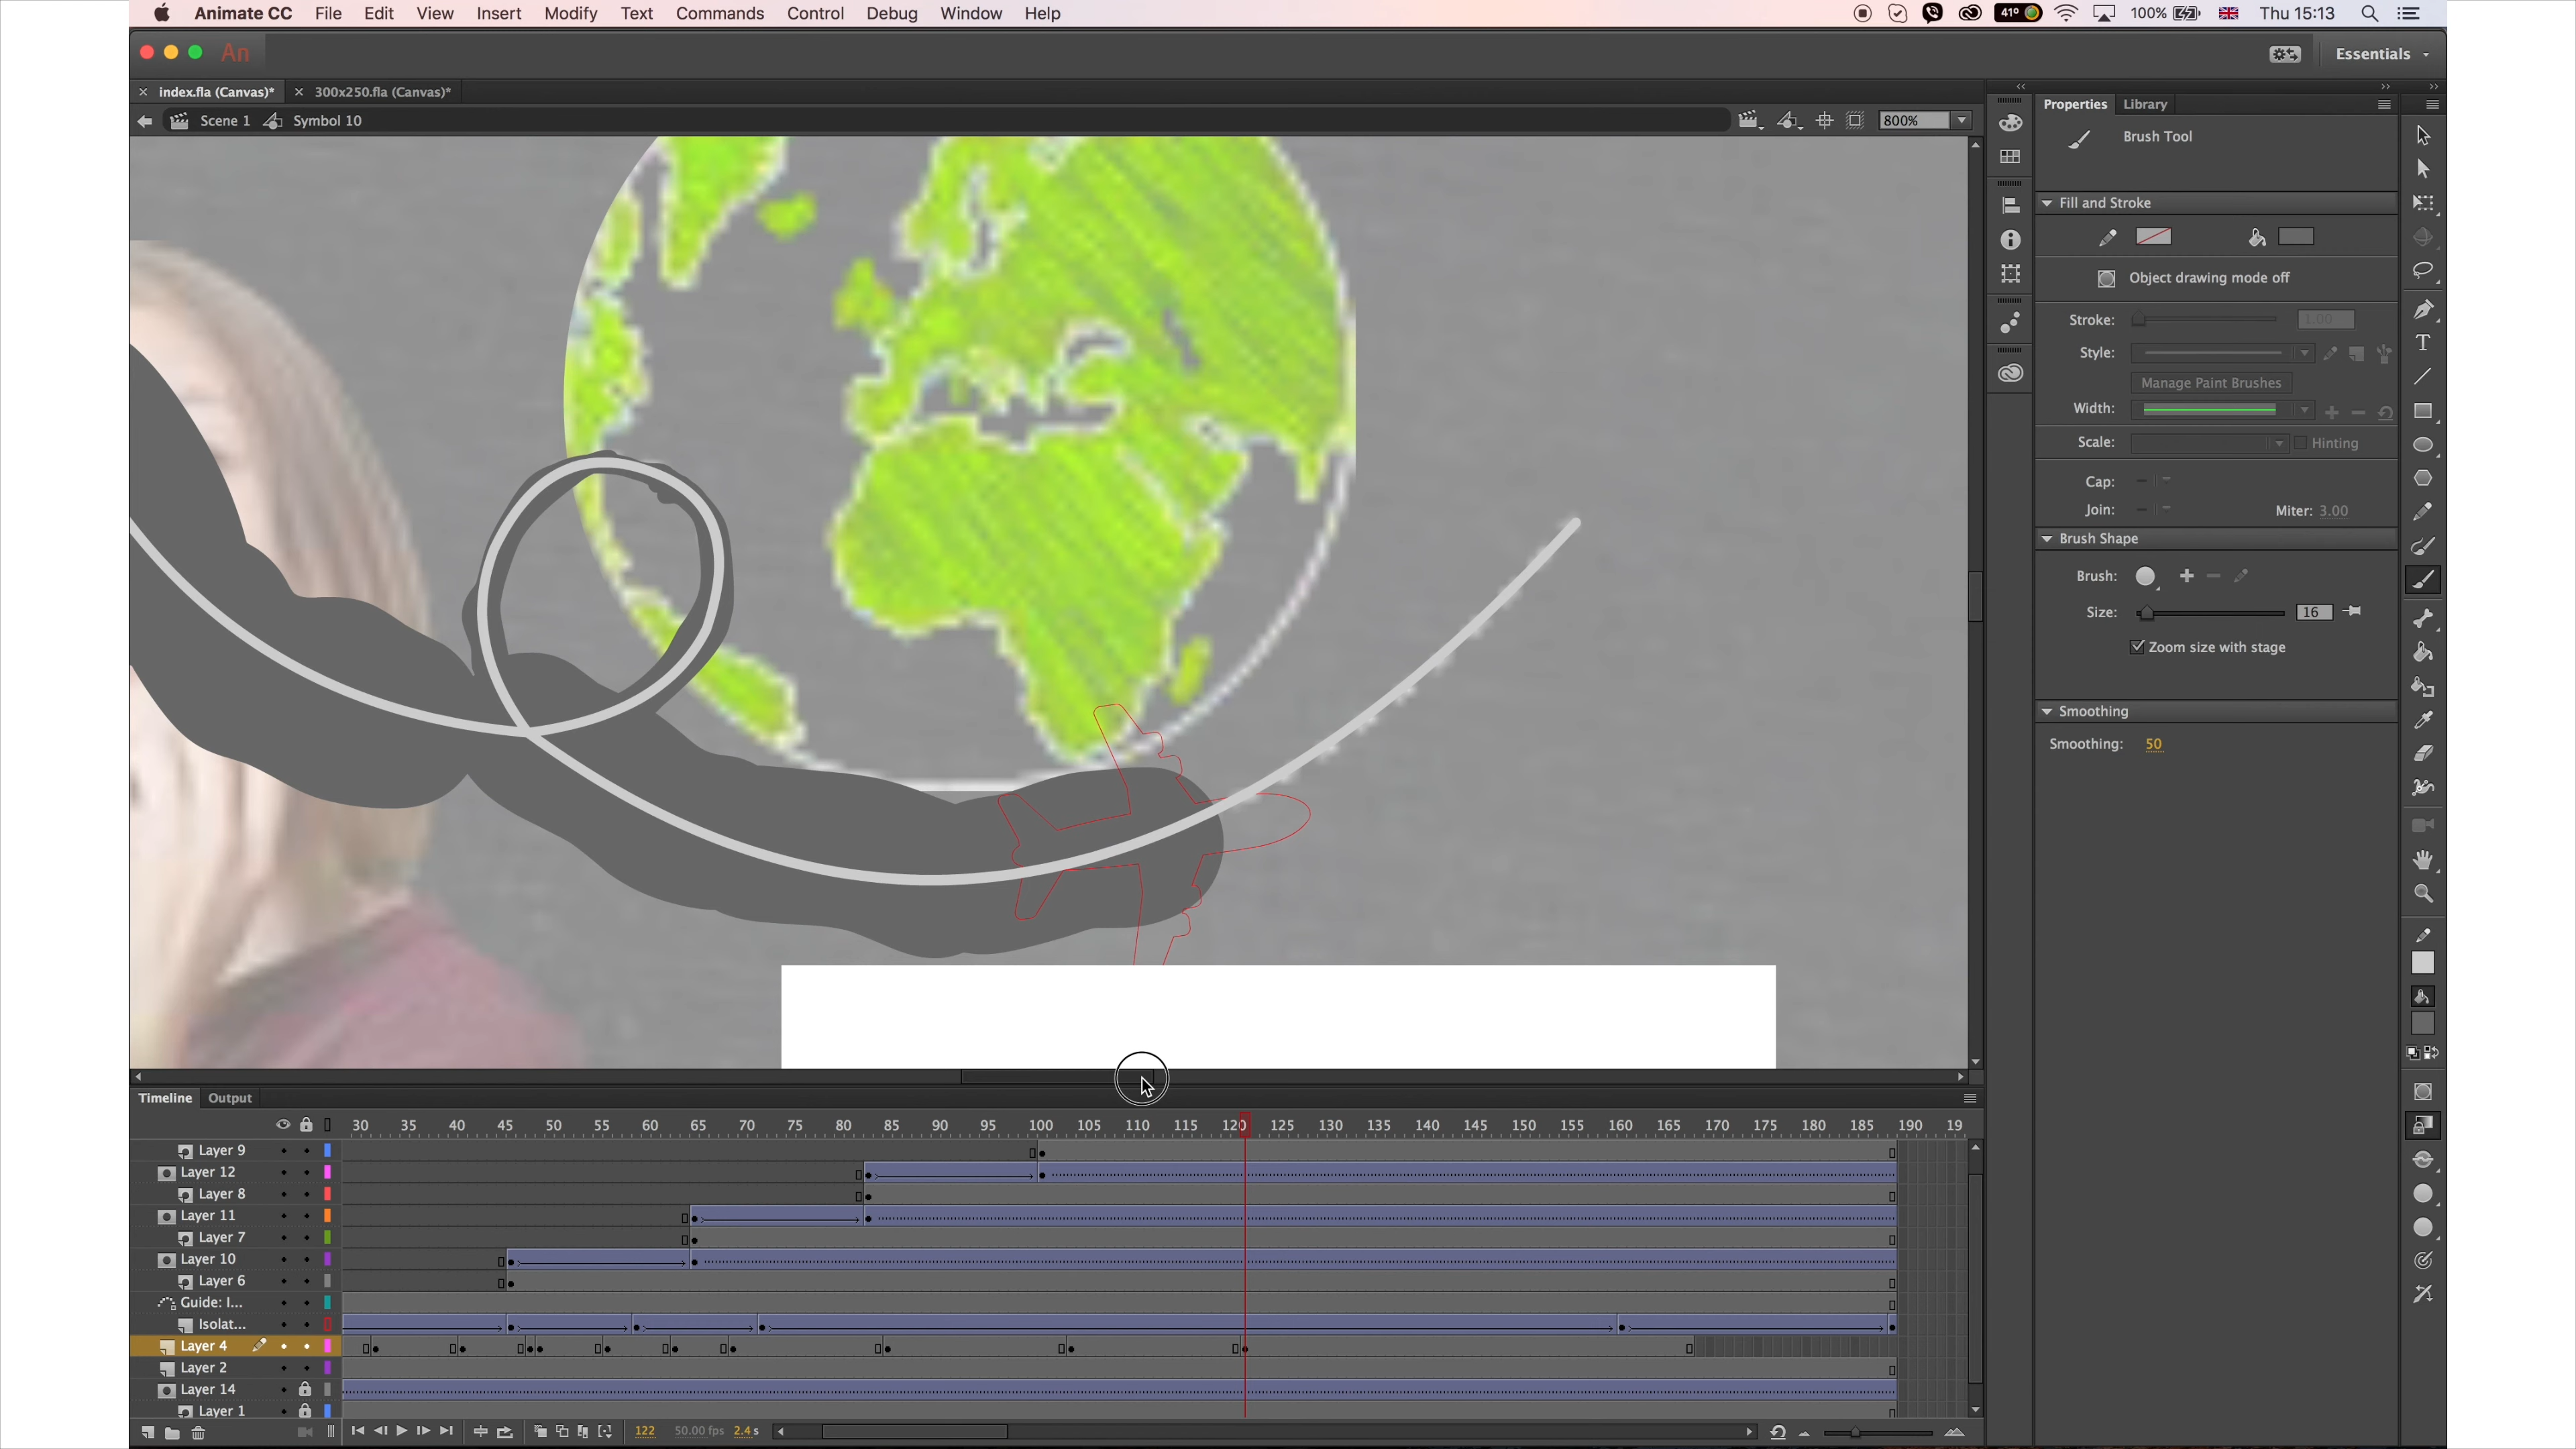 Animate CC File Edit View Insert Modify Text Commands Control Debug Window Help 41° 100% Thu 15:13
An Essentials
index.fla (Canvas)* 300x250.fla (Canvas)*
Scene 1 Symbol 10 800%
Properties Library
Brush Tool
Fill and Stroke
Object drawing mode off
Stroke: 1.00
Style:
Manage Paint Brushes
Width:
Scale: Hinting
Cap:
Join: Miter: 3.00
Brush Shape
Brush:
Size: 16
Zoom size with stage
Smoothing
Smoothing: 50
Timeline Output
30 35 40 45 50 55 60 65 70 75 80 85 90 95 100 105 110 115 120 125 130 135 140 145 150 155 160 165 170 175 180 185 190 19
Layer 9
Layer 12
Layer 8
Layer 11
Layer 7
Layer 10
Layer 6
Guide: I...
Isolat...
Layer 4
Layer 2
Layer 14
Layer 1
122 50.00 fps 2.4 s